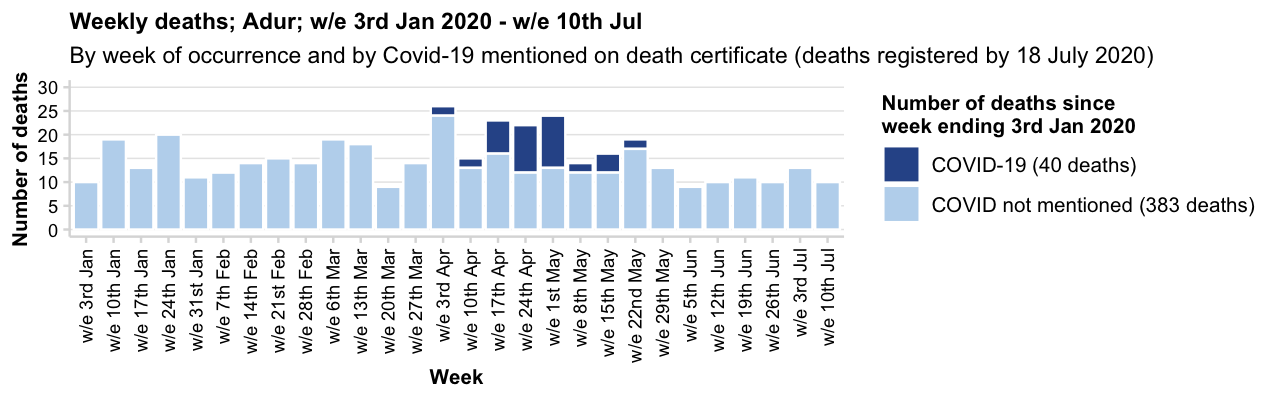 Weekly deaths; Adur; w/e 3rd Jan 2020 - w/e 10th Jul
By week of occurrence and by Covid-19 mentioned on death certificate (deaths registered by 18 July 2020)
Number of deaths
30
25
20
15
10
5
0
w/e 3rd Jan
w/e 10th Jan
w/e 17th Jan
w/e 24th Jan
w/e 31st Jan
w/e 7th Feb
w/e 14th Feb
w/e 21st Feb
w/e 28th Feb
w/e 6th Mar
w/e 13th Mar
w/e 20th Mar
w/e 27th Mar
w/e 3rd Apr
w/e 10th Apr
w/e 17th Apr
w/e 24th Apr
w/e 1st May
w/e 8th May
w/e 15th May
w/e 22nd May
w/e 29th May
w/e 5th Jun
w/e 12th Jun
w/e 19th Jun
w/e 26th Jun
w/e 3rd Jul
w/e 10th Jul
Week
Number of deaths since
week ending 3rd Jan 2020
COVID-19 (40 deaths)
COVID not mentioned (383 deaths)